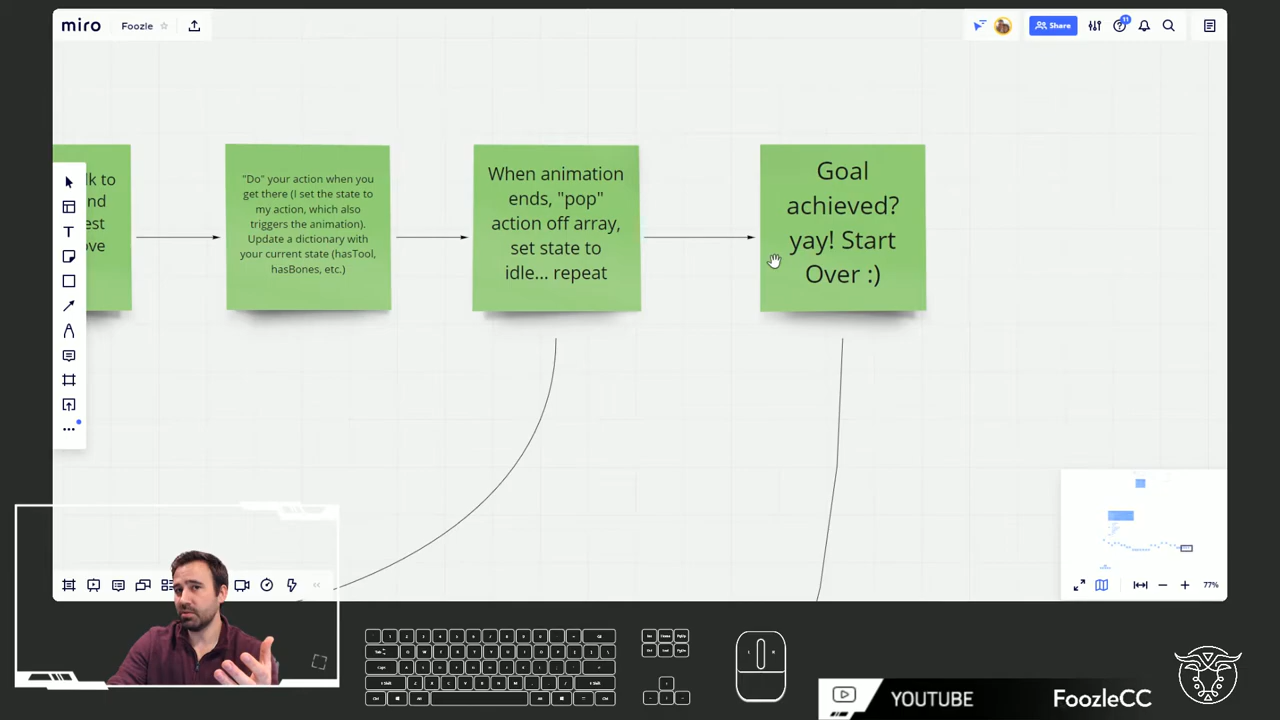 miro
Foozle
Share
11
lk to
nd
est
ove
"Do" your action when you
get there (I set the state to
my action, which also
triggers the animation).
Update a dictionary with
your current state (hasTool,
hasBones, etc.)
When animation
ends, "pop"
action off array,
set state to
idle... repeat
Goal
achieved?
yay! Start
Over :)
77%
YOUTUBE
FoozleCC